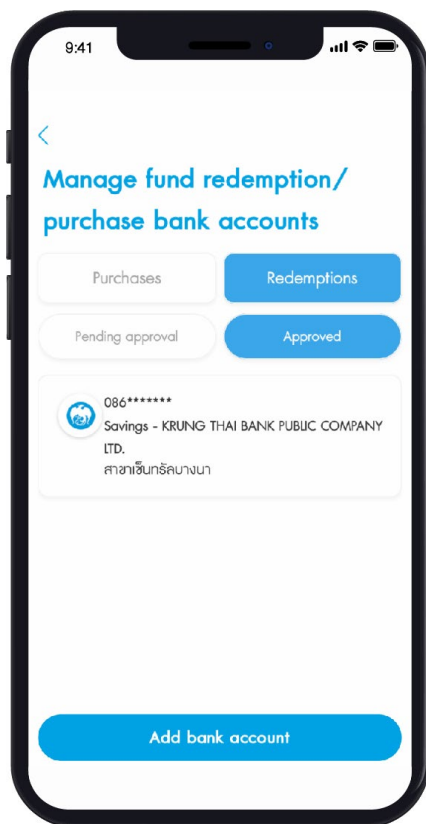 9:41
Manage fund redemption/
purchase bank accounts
Purchases
Redemptions
Pending approval
Approved
086*******
Savings - KRUNG THAI BANK PUBLIC COMPANY
LTD.
สาขาเซ็นทรัลบางนา
Add bank account